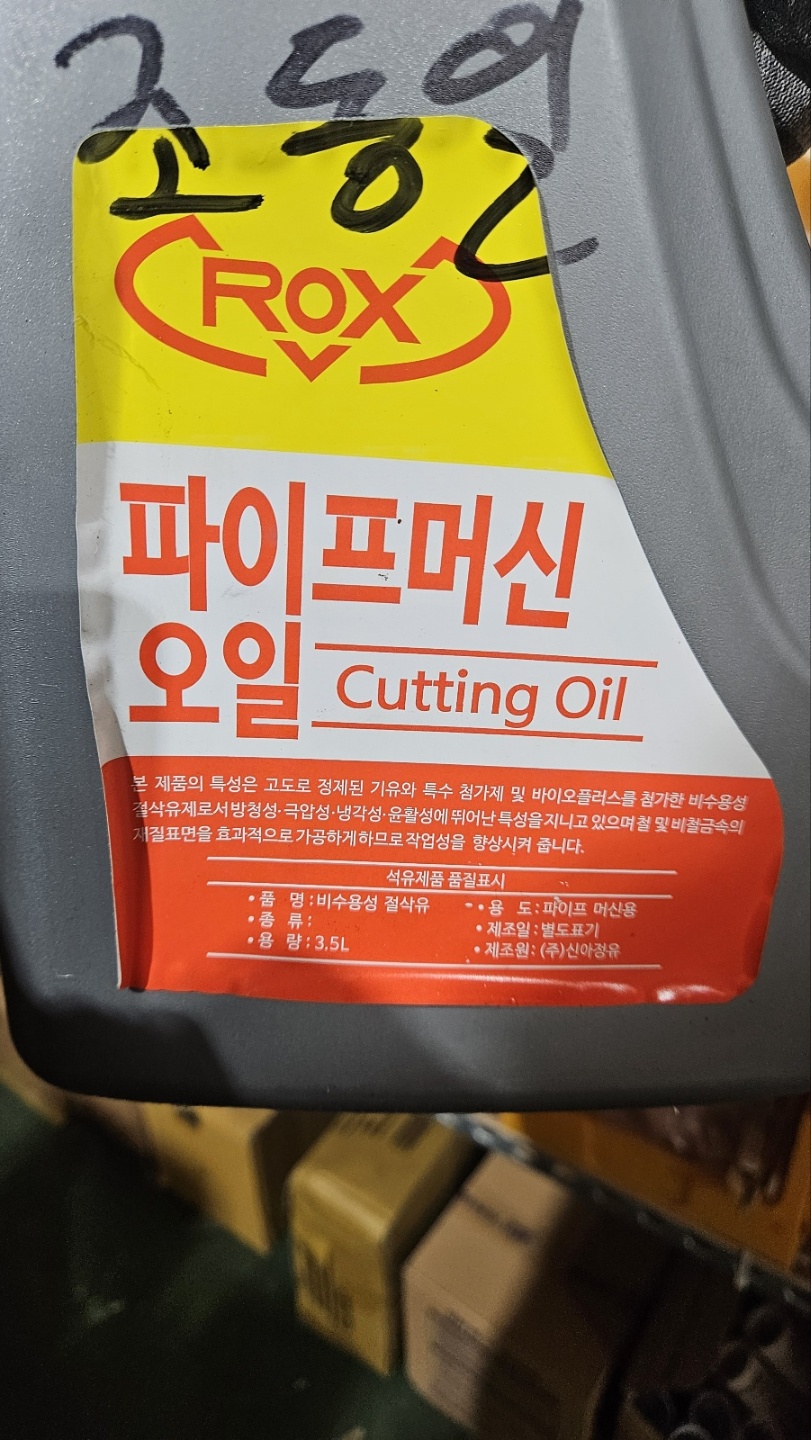 조동일
ROX
파이프머신
오일 Cutting Oil
본 제품의 특성은 고도로 정제된 기유와 특수 첨가제 및 바이오플러스를 첨가한 비수용성
절삭유제로서 방청성·극압성·냉각성·윤활성에 뛰어난 특성을 지니고 있으며 철 및 비철금속의
재질표면을 효과적으로 가공하게 하므로 작업성을 향상시켜 줍니다.
석유제품 품질표시
• 품 명 : 비수용성 절삭유 • 용 도 : 파이프 머신용
• 종 류 : • 제조일 : 별도표기
• 용 량 : 3.5L • 제조원 : (주)신아정유